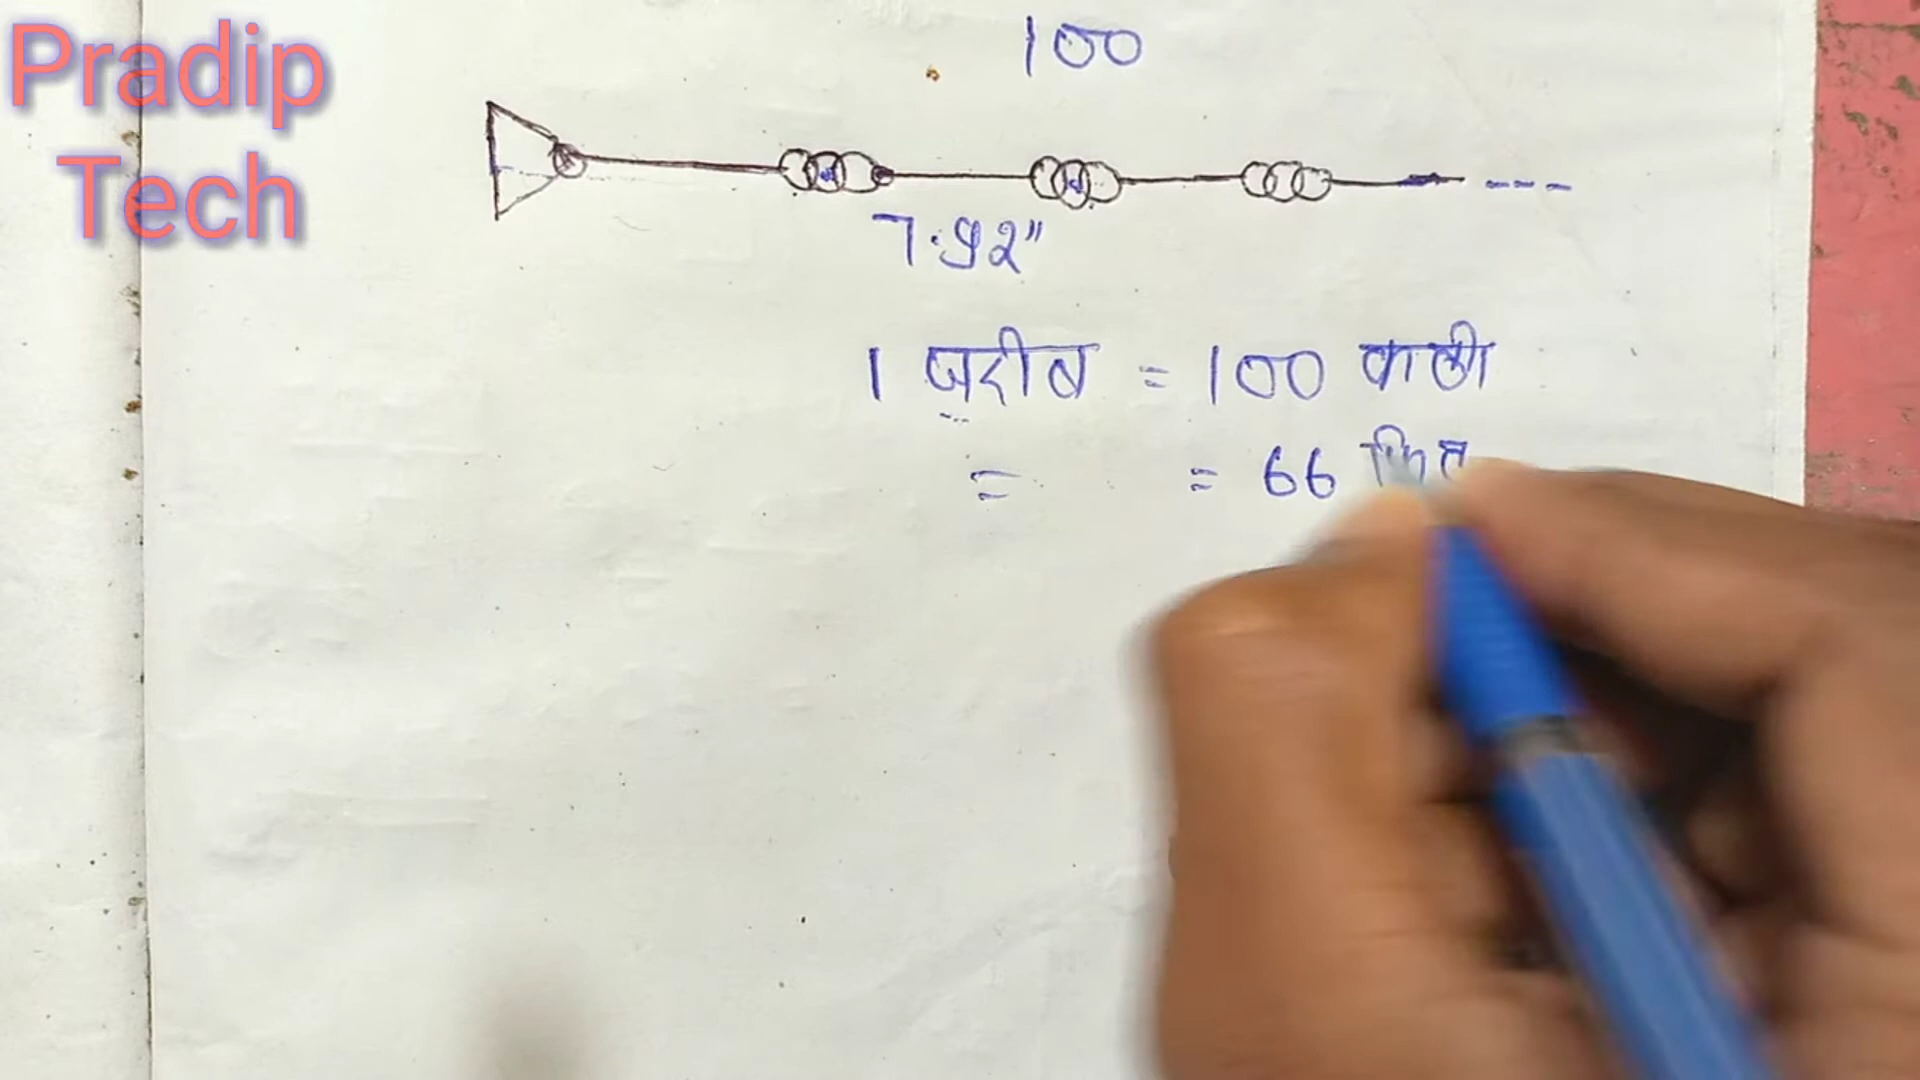 Pradip
Tech
100
7.92"
1 जरीब = 100 कड़ी
= = 66 फिट